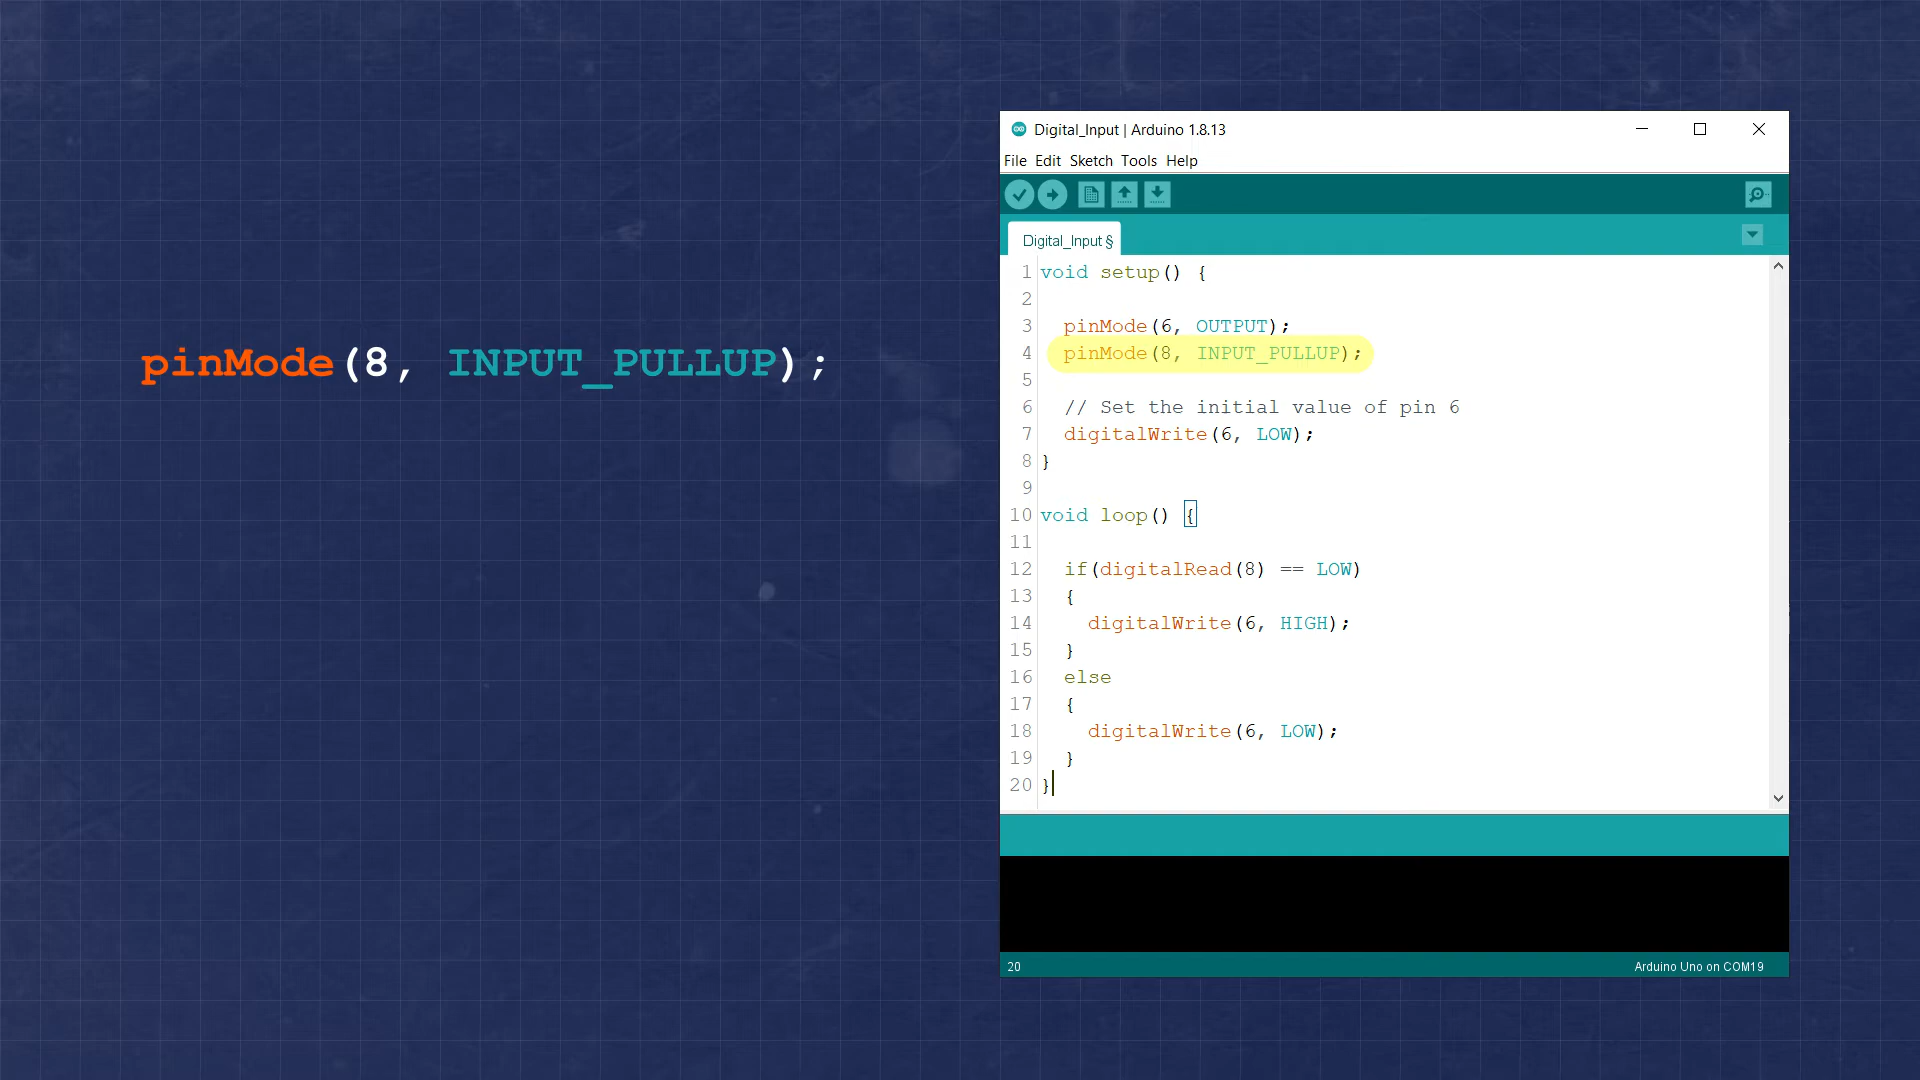 pinMode(8, INPUT_PULLUP);
Digital_Input | Arduino 1.8.13
File Edit Sketch Tools Help
Digital_Input §
1 void setup() {
2
3   pinMode(6, OUTPUT);
4   pinMode(8, INPUT_PULLUP);
5
6   // Set the initial value of pin 6
7   digitalWrite(6, LOW);
8 }
9
10 void loop() {
11
12   if(digitalRead(8) == LOW)
13   {
14     digitalWrite(6, HIGH);
15   }
16   else
17   {
18     digitalWrite(6, LOW);
19   }
20 }
20 Arduino Uno on COM19